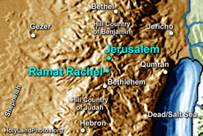 Bethel
Gezer
Hill Country
of Benjamin
Jericho
Jerusalem
Ramat Rachel
Qumran
Bethlehem
Shephelah
Hill Country
of Judah
Dead/Salt Sea
Hebron
HolyLandPhotos.org